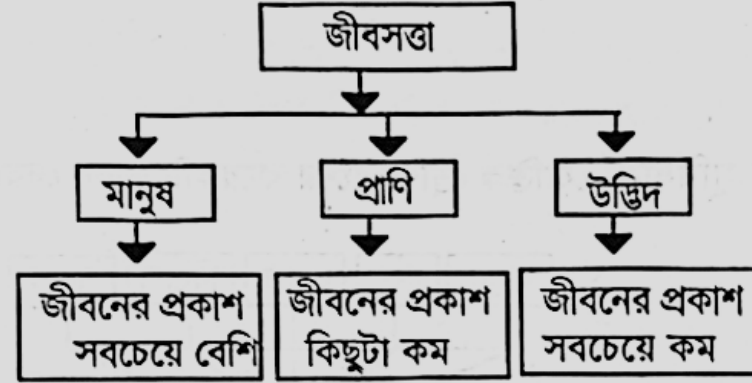 জীবসত্তা
মানুষ
প্রাণি
উদ্ভিদ
জীবনের প্রকাশ
সবচেয়ে বেশি
জীবনের প্রকাশ
কিছুটা কম
জীবনের প্রকাশ
সবচেয়ে কম